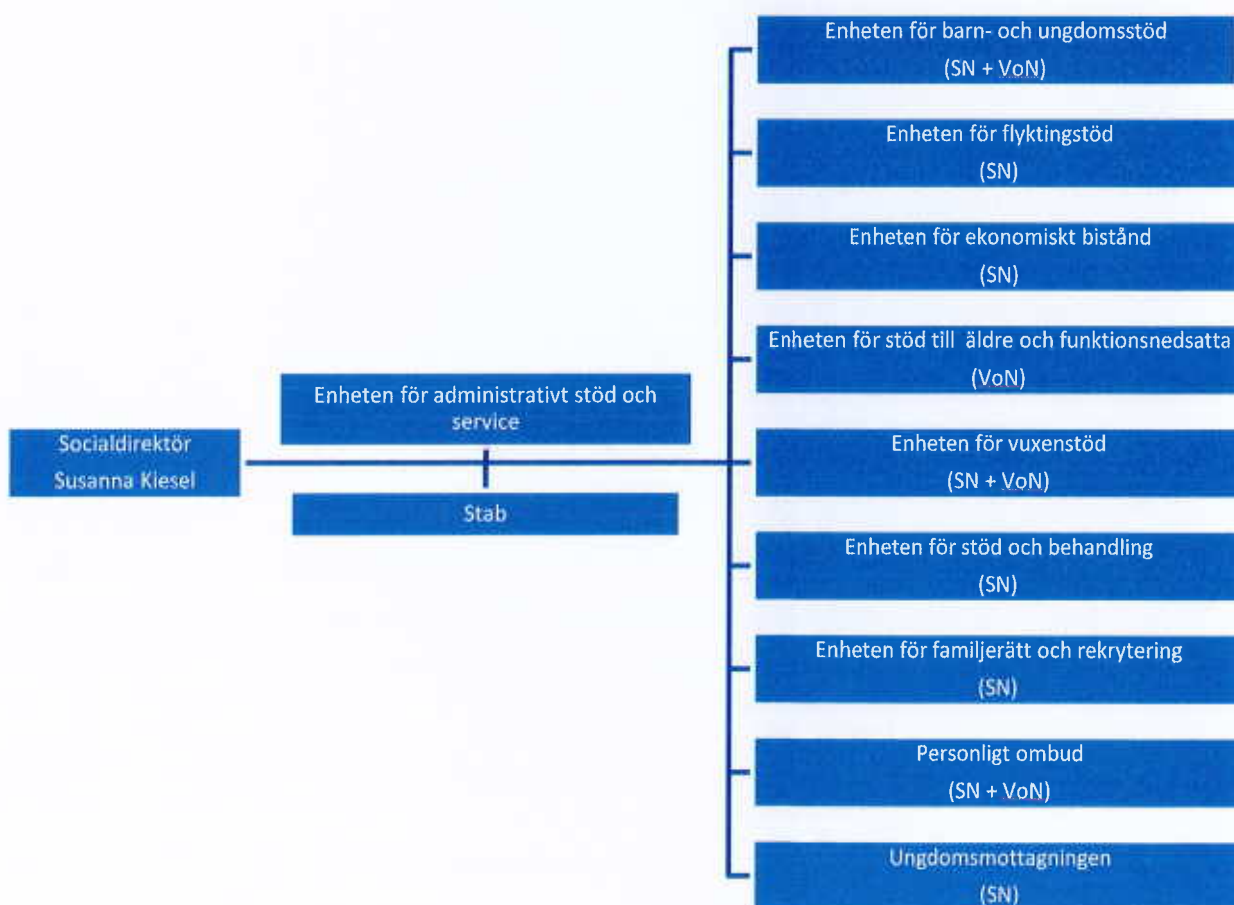 Socialdirektör
Susanna Kiesel
Enheten för administrativt stöd och
service
Stab
Enheten för barn- och ungdomsstöd
(SN + VoN)
Enheten för flyktingstöd
(SN)
Enheten för ekonomiskt bistånd
(SN)
Enheten för stöd till äldre och funktionsnedsatta
(VoN)
Enheten för vuxenstöd
(SN + VoN)
Enheten för stöd och behandling
(SN)
Enheten för familjerätt och rekrytering
(SN)
Personligt ombud
(SN + VoN)
Ungdomsmottagningen
(SN)